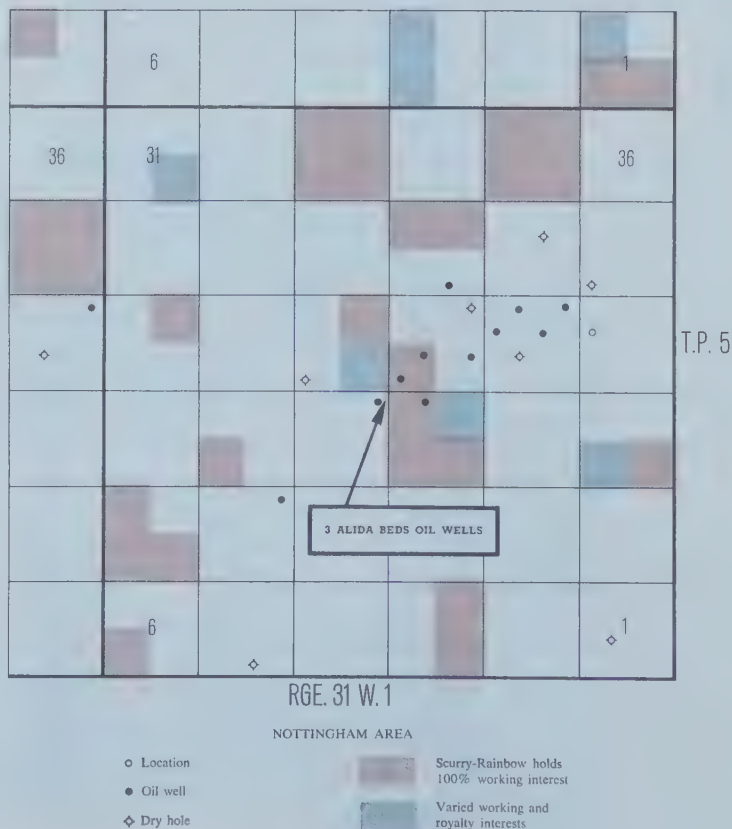 6
1
36
31
36
T.P. 5
3 ALIDA BEDS OIL WELLS
6
1
RGE. 31 W. 1
NOTTINGHAM AREA
Location
Oil well
Dry hole
Scurry-Rainbow holds
100% working interest
Varied working and
royalty interests